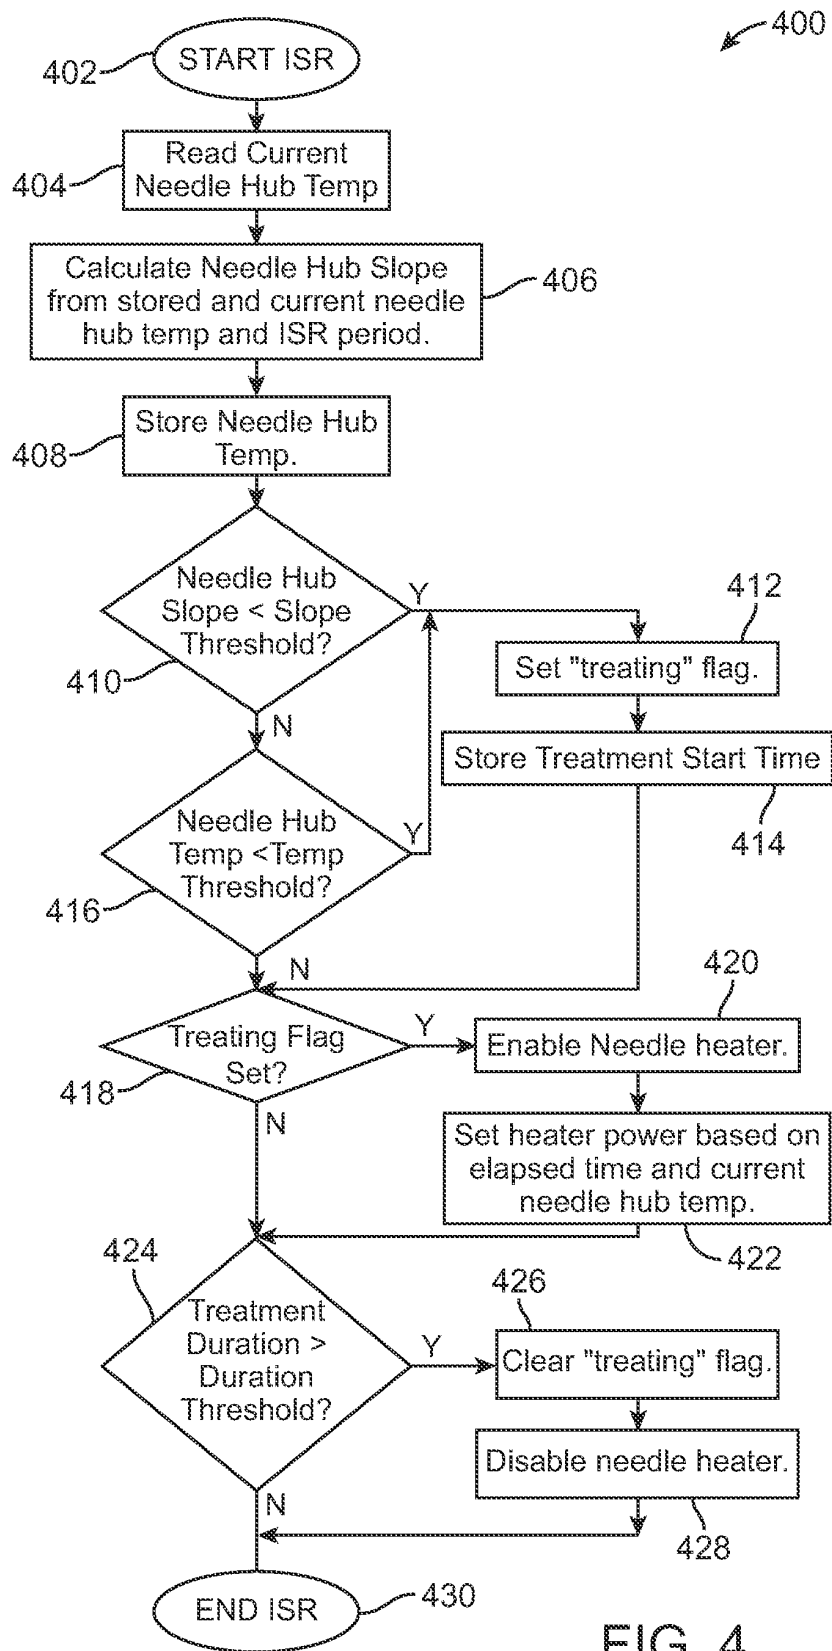 400
402
START ISR
404
Read Current
Needle Hub Temp
Calculate Needle Hub Slope
from stored and current needle
hub temp and ISR period.
406
408
Store Needle Hub
Temp.
Needle Hub
Slope < Slope
Threshold?
410
Y
N
412
Set "treating" flag.
Store Treatment Start Time
414
Needle Hub
Temp <Temp
Threshold?
416
Y
N
Treating Flag
Set?
418
Y
N
420
Enable Needle heater.
Set heater power based on
elapsed time and current
needle hub temp.
422
424
Treatment
Duration >
Duration
Threshold?
Y
N
426
Clear "treating" flag.
Disable needle heater.
428
END ISR
430
FIG. 4